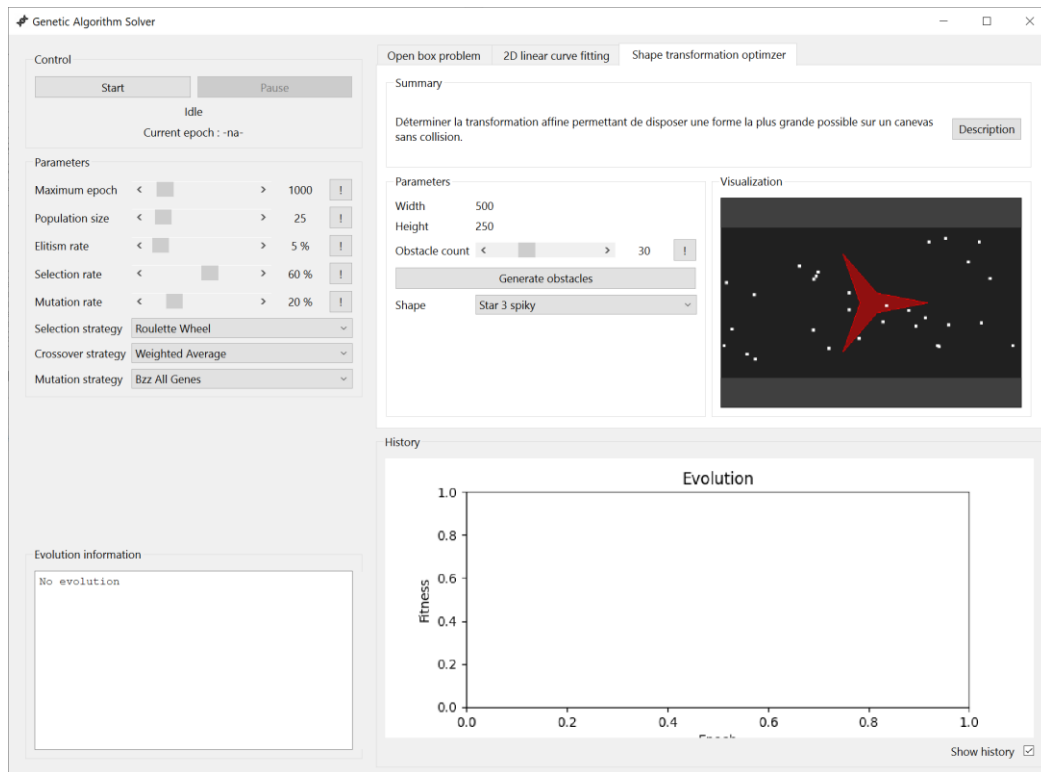 Genetic Algorithm Solver
Control
Start
Pause
Idle
Current epoch : -na-
Parameters
Maximum epoch
1000
!
Population size
25
!
Elitism rate
5 %
!
Selection rate
60 %
!
Mutation rate
20 %
!
Selection strategy
Roulette Wheel
Crossover strategy
Weighted Average
Mutation strategy
Bzz All Genes
Evolution information
No evolution
Open box problem
2D linear curve fitting
Shape transformation optimzer
Summary
Déterminer la transformation affine permettant de disposer une forme la plus grande possible sur un canevas
sans collision.
Description
Parameters
Width
500
Height
250
Obstacle count
30
!
Generate obstacles
Shape
Star 3 spiky
Visualization
History
Evolution
Fitness
1.0
0.8
0.6
0.4
0.2
0.0
0.0
0.2
0.4
0.6
0.8
1.0
Epoch
Show history